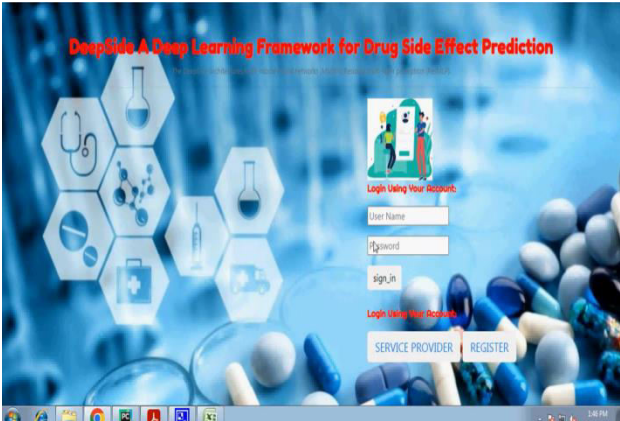 DeepSide A Deep Learning Framework for Drug Side Effect Prediction
Login Using Your Account:
User Name
Password
sign_in
Login Using Your Account:
SERVICE PROVIDER
REGISTER
1:48 PM